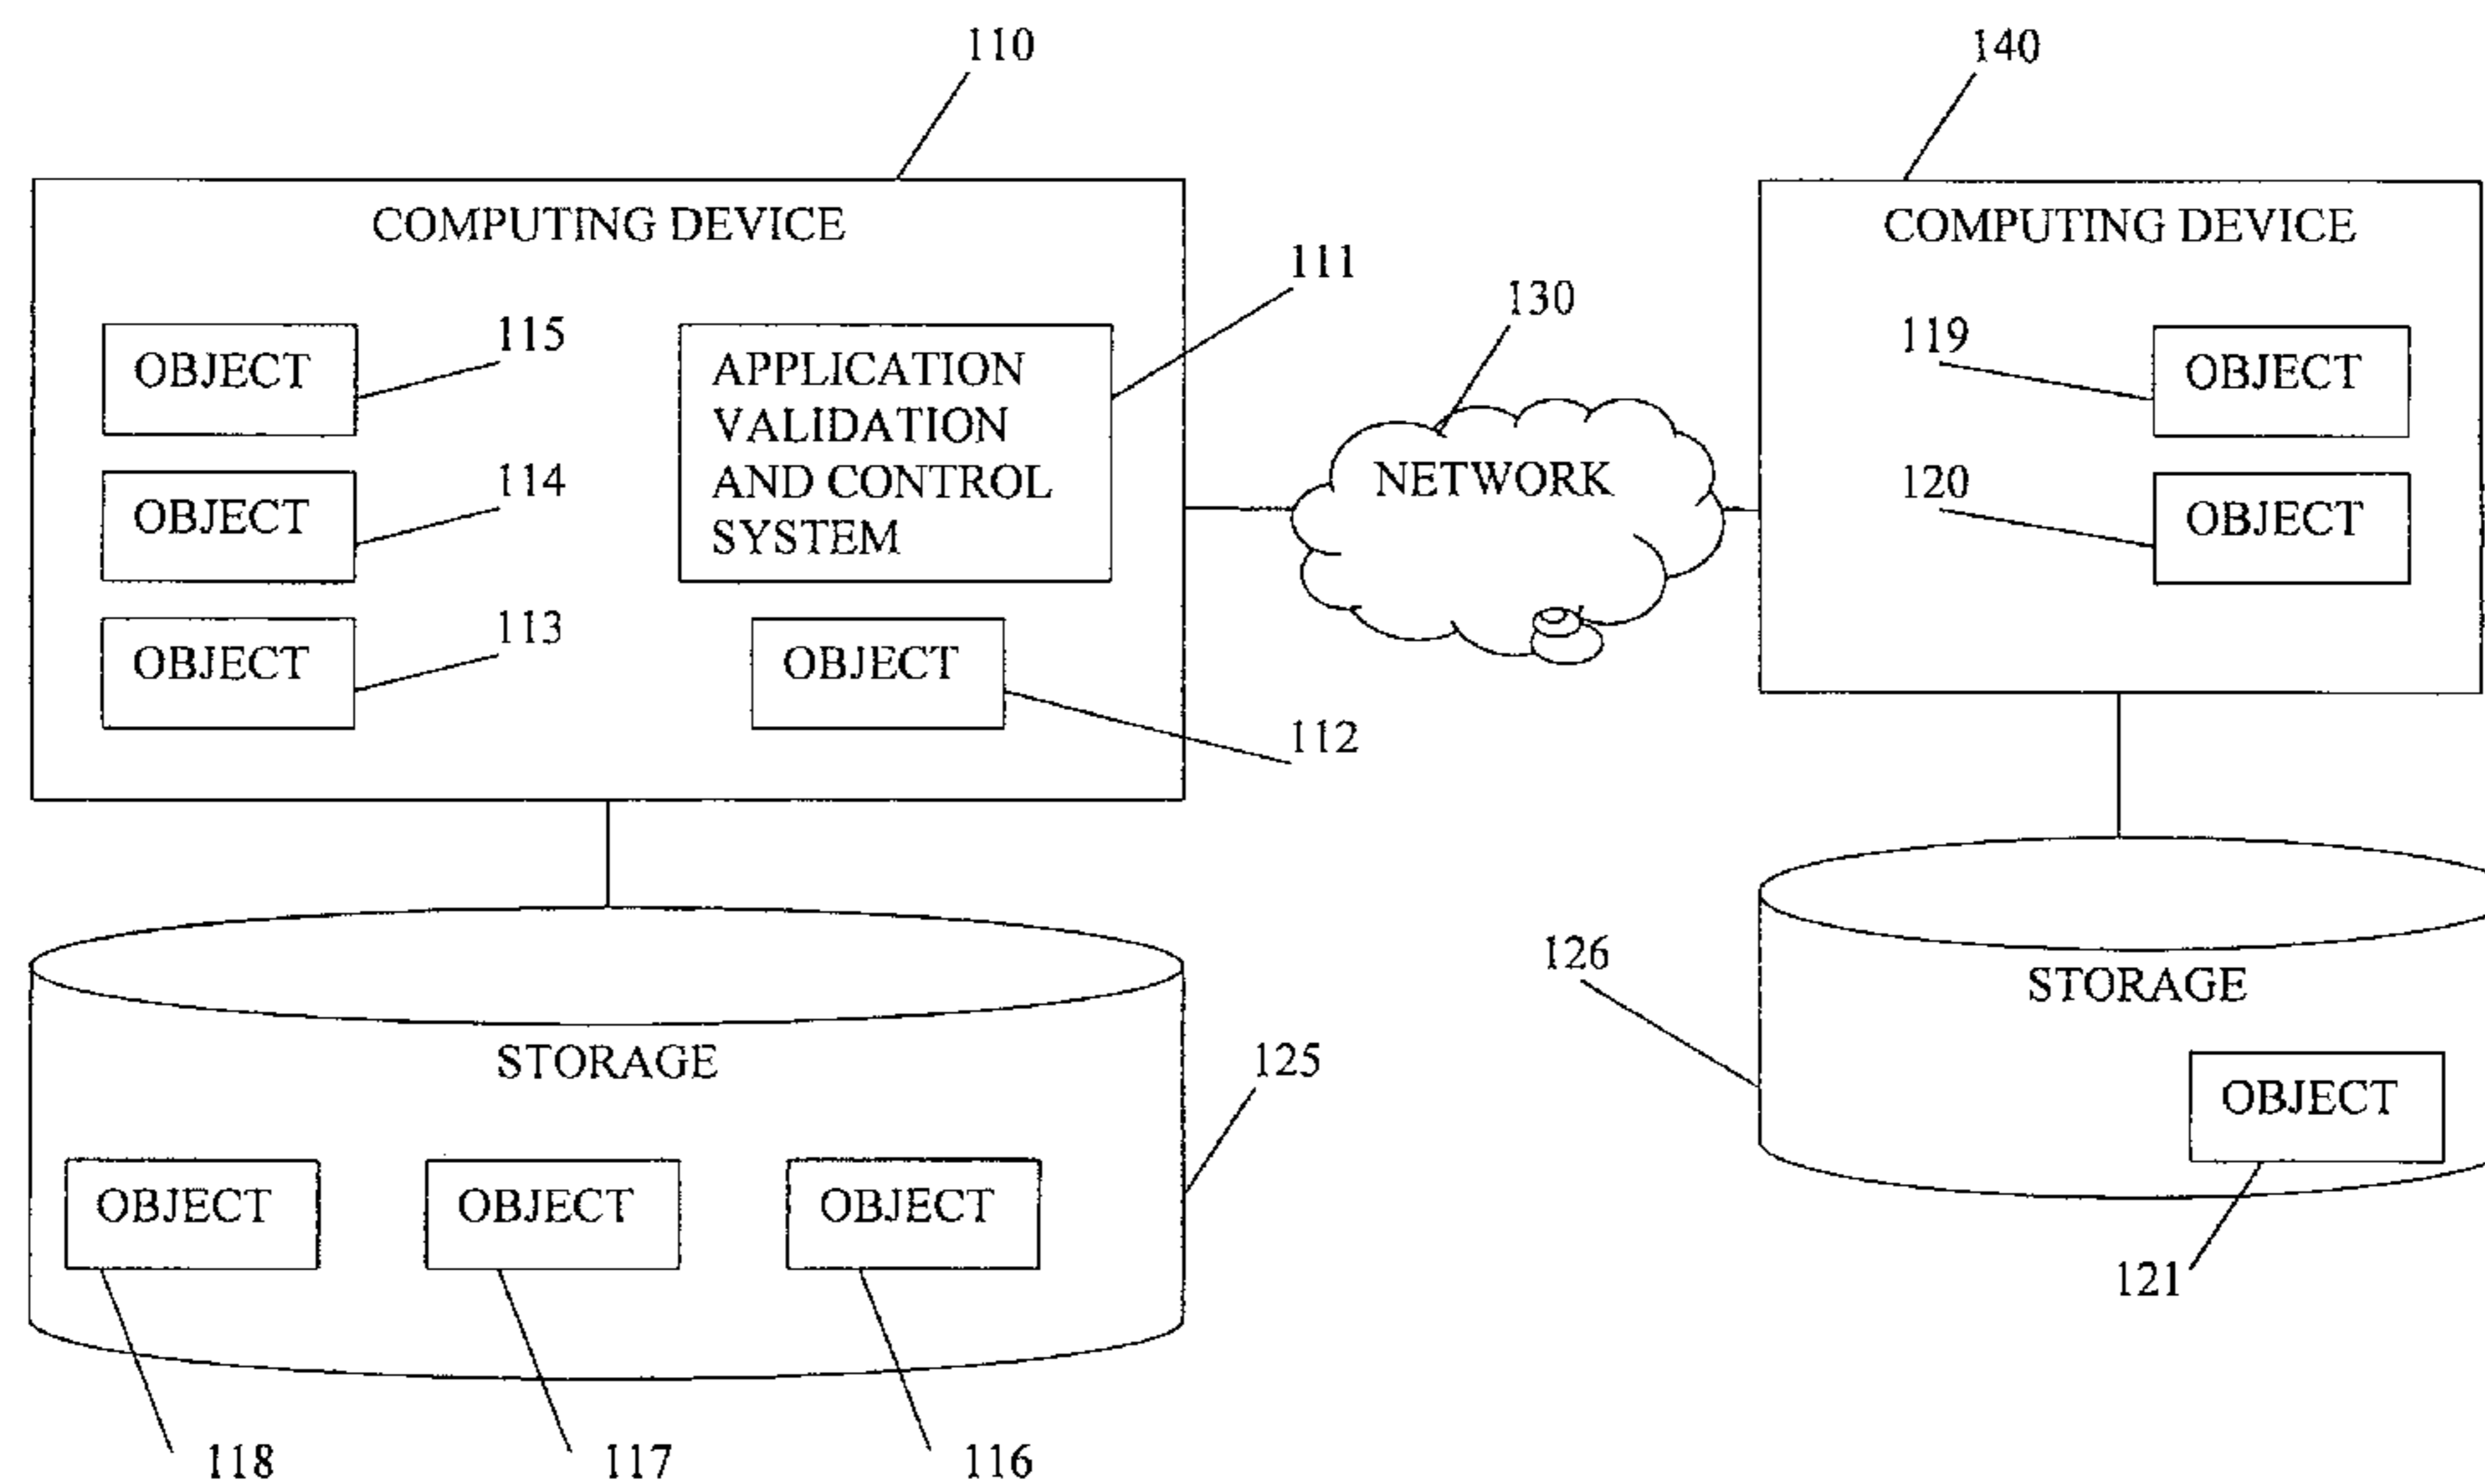 110
140
COMPUTING DEVICE
COMPUTING DEVICE
111
130
115
119
OBJECT
APPLICATION
VALIDATION
AND CONTROL
SYSTEM
OBJECT
114
NETWORK
120
OBJECT
OBJECT
113
OBJECT
OBJECT
112
126
STORAGE
STORAGE
125
OBJECT
OBJECT
OBJECT
OBJECT
121
118
117
116